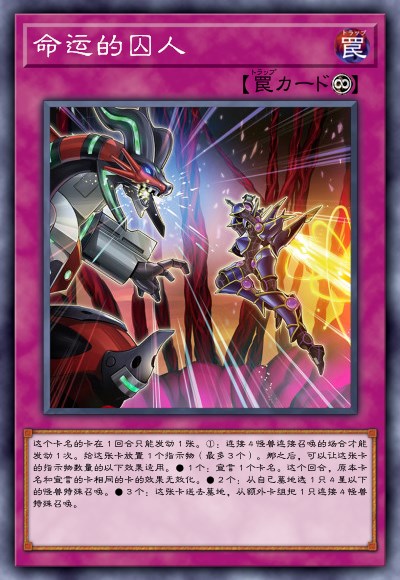 命运的囚人
トラップ
罠
トラップ
【罠カード】
这个卡名的卡在1回合只能发动1张。①：连接4怪兽连接召唤的场合才能
发动1次。给这张卡放置1个指示物（最多3个）。那之后，可以让这张卡
的指示物数量的以下效果适用。●1个：宣言1个卡名。这个回合，原本卡
名和宣言的卡相同的卡的效果无效化。●2个：从自己墓地选1只4星以下
的怪兽特殊召唤。●3个：这张卡送去墓地，从额外卡组把1只连接4怪兽
特殊召唤。